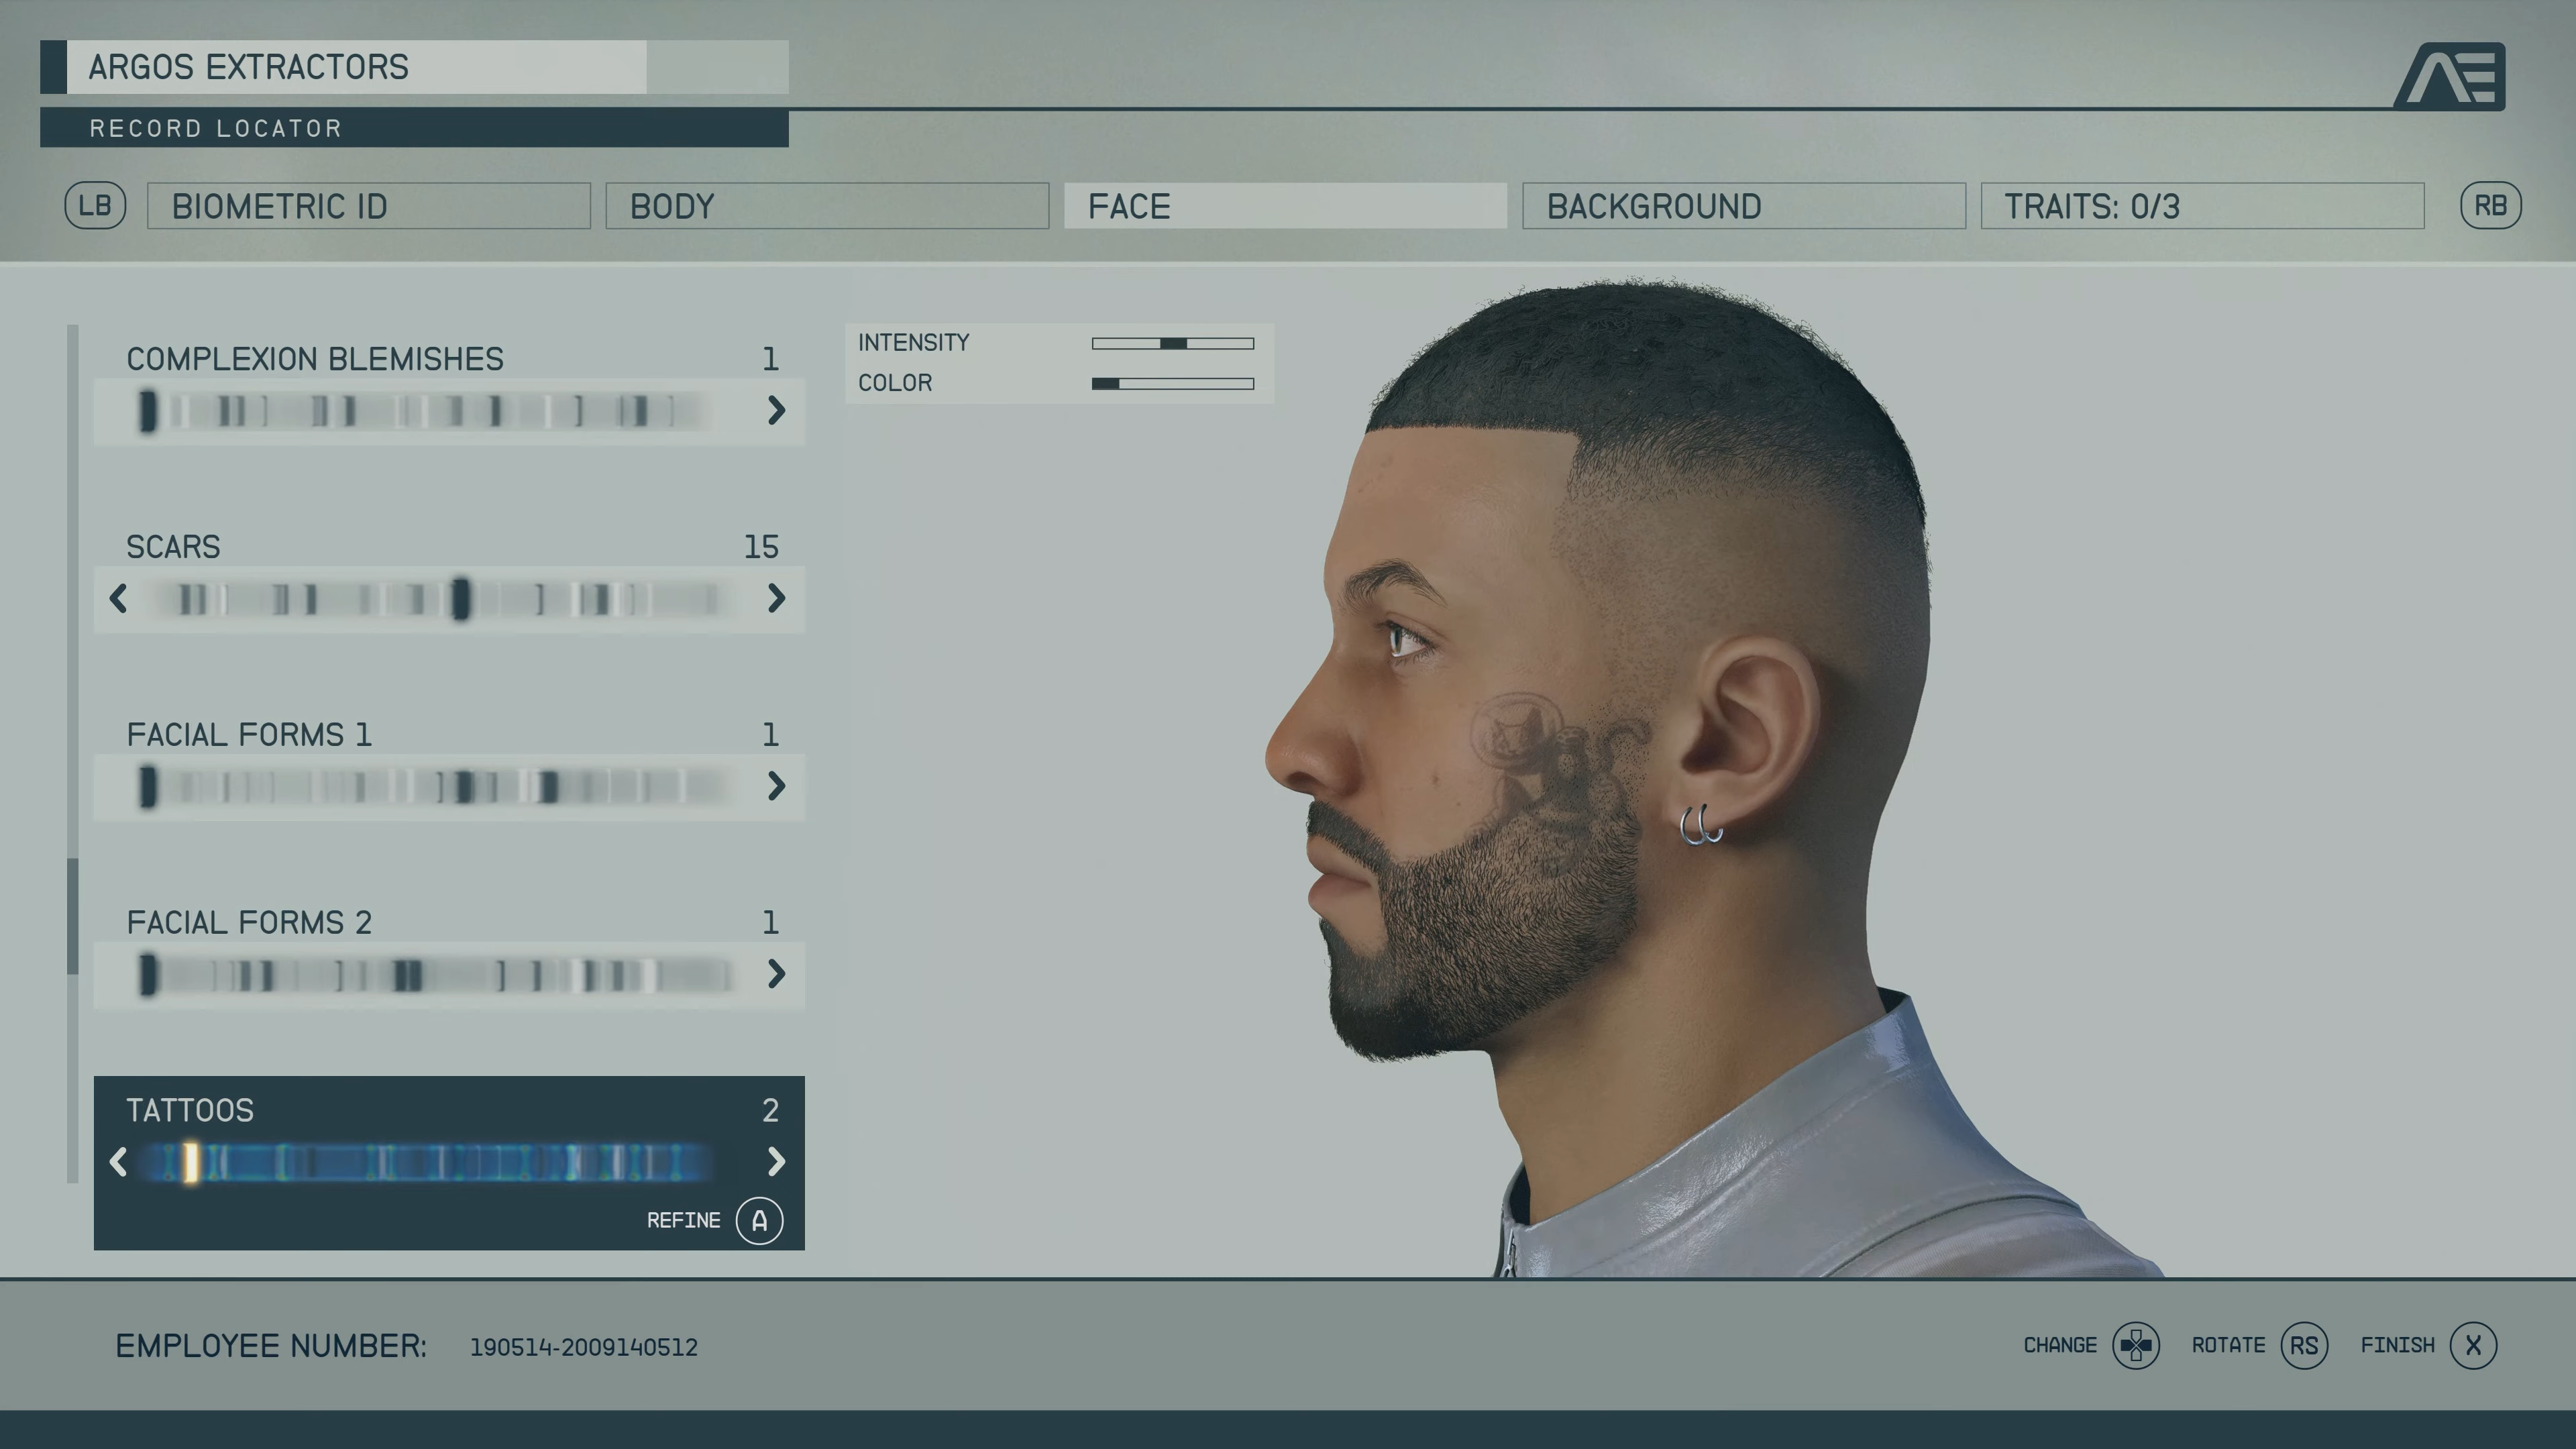 ARGOS EXTRACTORS
AE
RECORD LOCATOR
LB BIOMETRIC ID BODY FACE BACKGROUND TRAITS: 0/3 RB
COMPLEXION BLEMISHES 1
INTENSITY
COLOR
SCARS 15
FACIAL FORMS 1 1
FACIAL FORMS 2 1
TATTOOS 2
REFINE A
EMPLOYEE NUMBER: 190514-2009140512
CHANGE ROTATE RS FINISH X